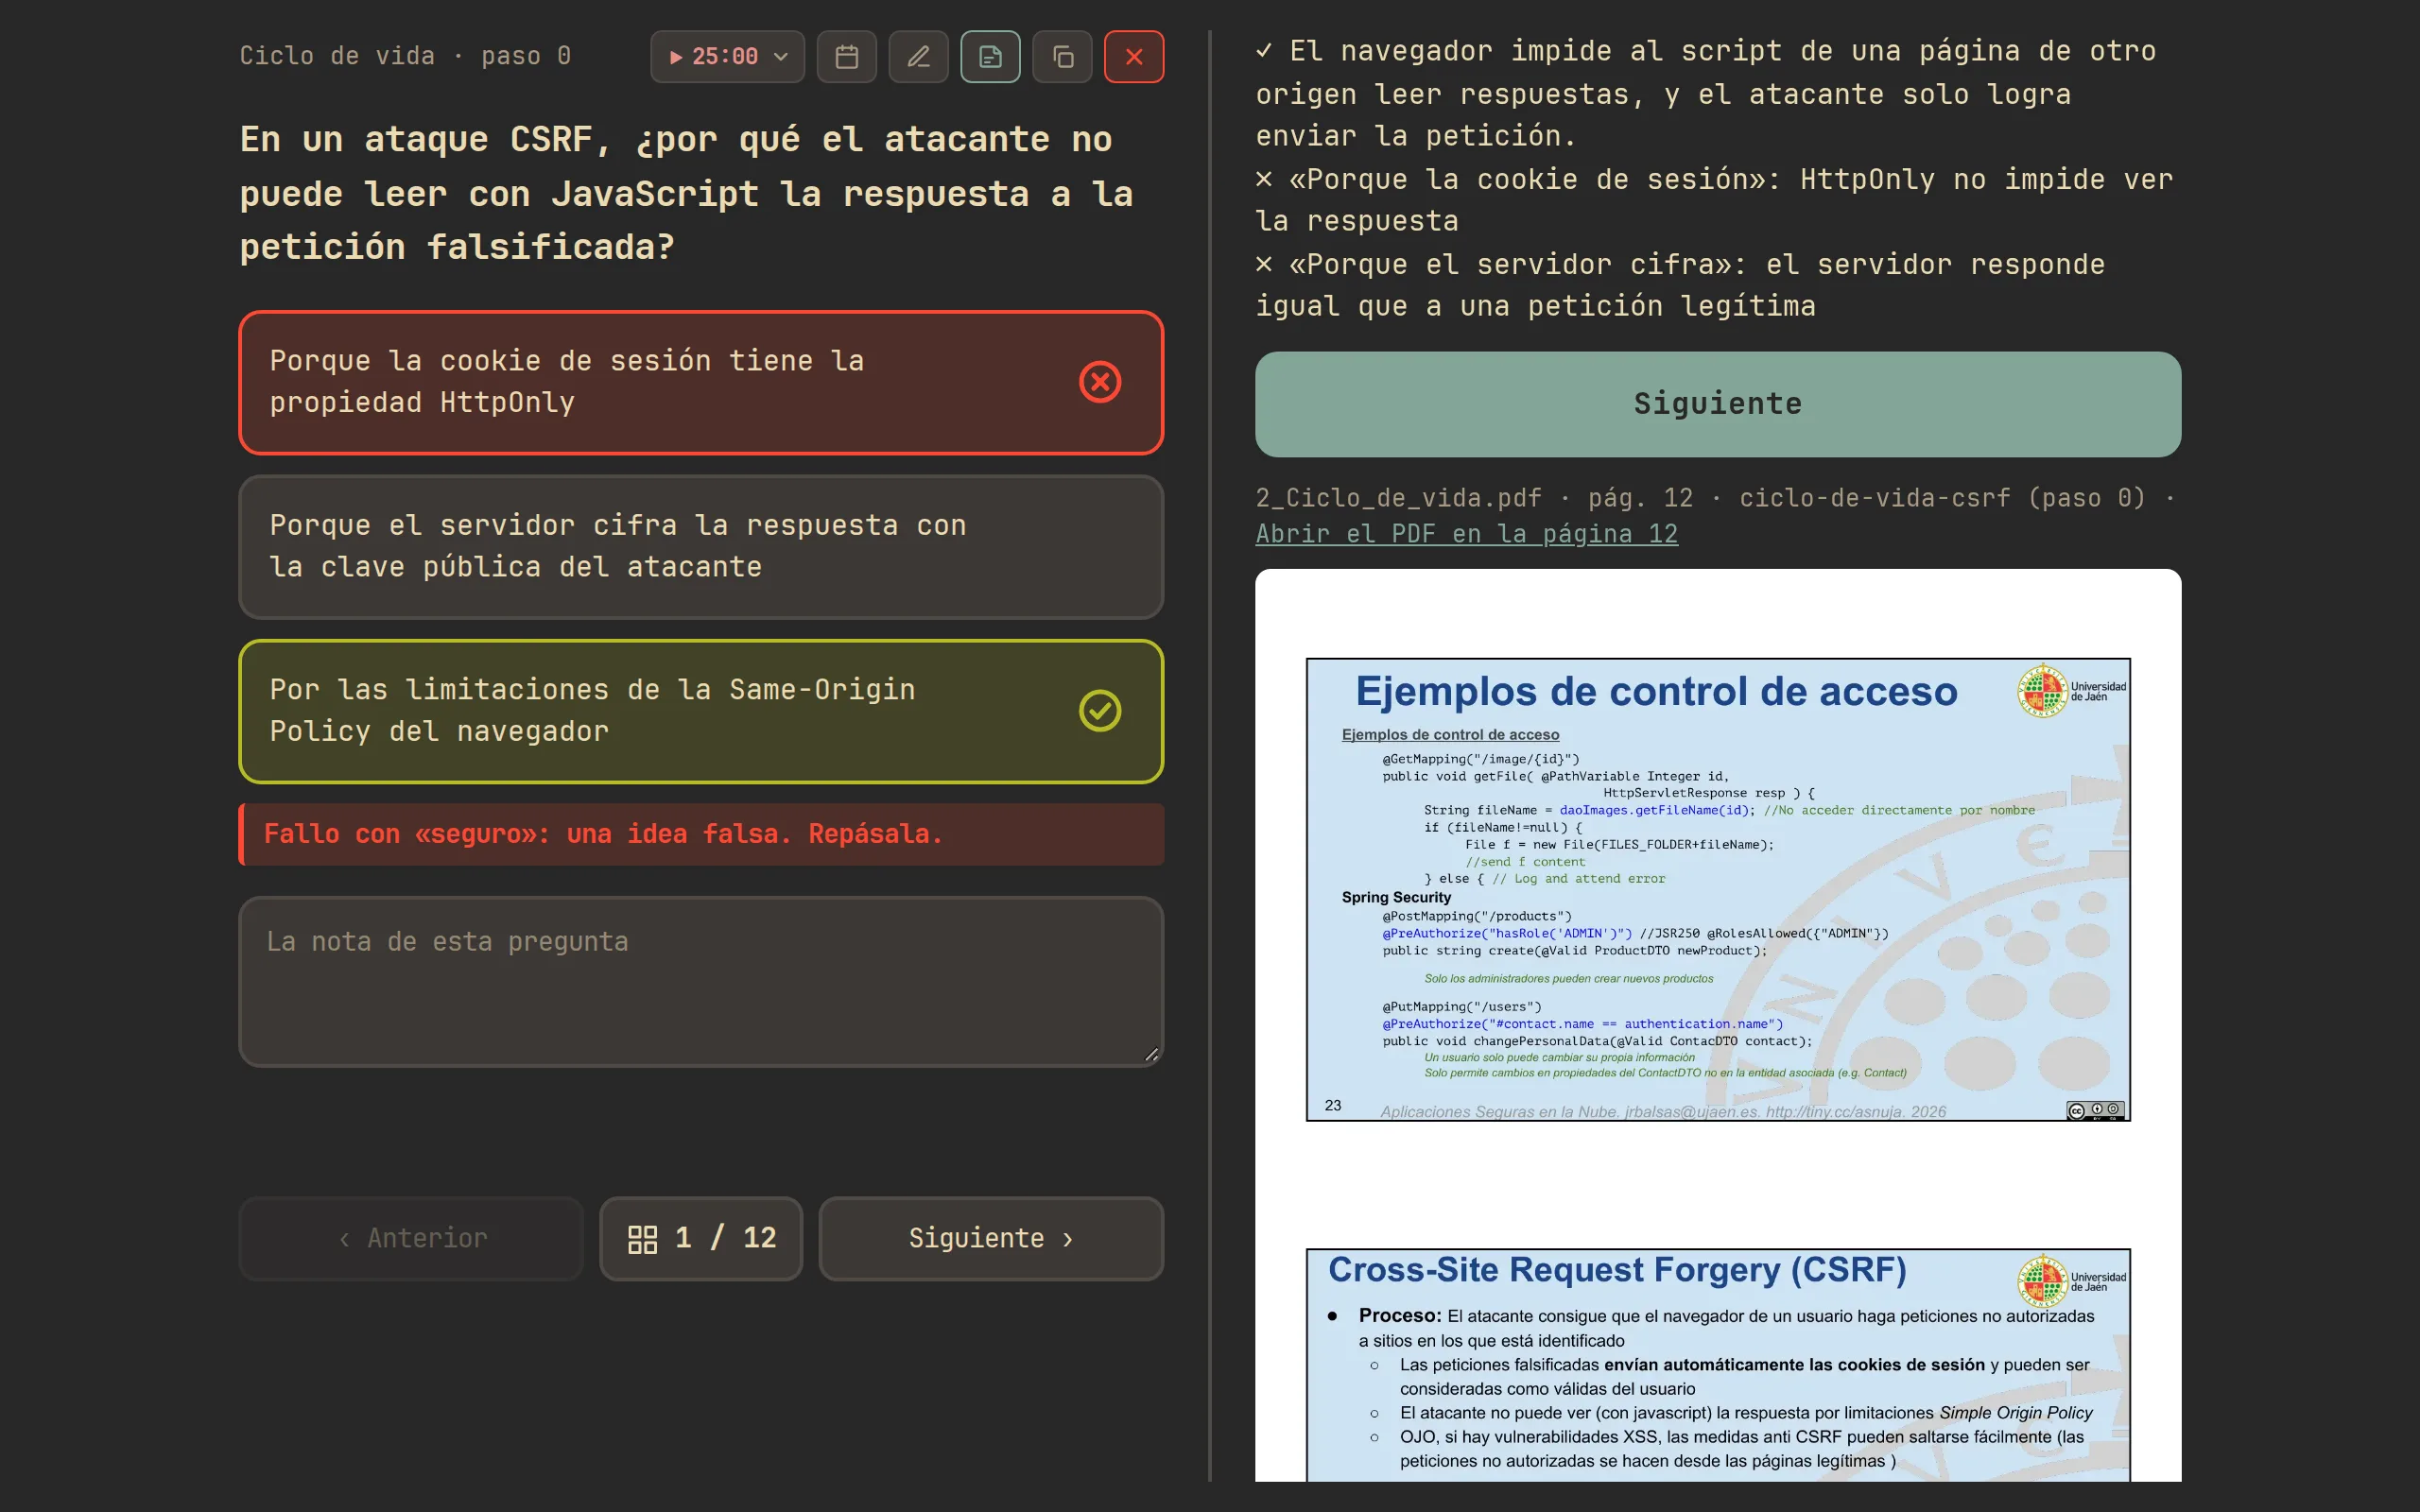 Ciclo de vida · paso 0
25:00
En un ataque CSRF, ¿por qué el atacante no
puede leer con JavaScript la respuesta a la
petición falsificada?
Porque la cookie de sesión tiene la
propiedad HttpOnly
Porque el servidor cifra la respuesta con
la clave pública del atacante
Por las limitaciones de la Same-Origin
Policy del navegador
Fallo con «seguro»: una idea falsa. Repásala.
La nota de esta pregunta
‹ Anterior
1 / 12
Siguiente ›
✓ El navegador impide al script de una página de otro
origen leer respuestas, y el atacante solo logra
enviar la petición.
✕ «Porque la cookie de sesión»: HttpOnly no impide ver
la respuesta
✕ «Porque el servidor cifra»: el servidor responde
igual que a una petición legítima
Siguiente
2_Ciclo_de_vida.pdf · pág. 12 · ciclo-de-vida-csrf (paso 0) ·
Abrir el PDF en la página 12
Ejemplos de control de acceso
Universidad
de Jaén
Ejemplos de control de acceso
@GetMapping("/image/{id}")
public void getFile( @PathVariable Integer id,
HttpServletResponse resp ) {
String fileName = daoImages.getFileName(id); //No acceder directamente por nombre
if (fileName!=null) {
File f = new File(FILES_FOLDER+fileName);
//send f content
} else { // Log and attend error
Spring Security
@PostMapping("/products")
@PreAuthorize("hasRole('ADMIN')") //JSR250 @RolesAllowed({"ADMIN"})
public string create(@Valid ProductDTO newProduct);
Solo los administradores pueden crear nuevos productos
@PutMapping("/users")
@PreAuthorize("#contact.name == authentication.name")
public void changePersonalData(@Valid ContacDTO contact);
Un usuario solo puede cambiar su propia información
Solo permite cambios en propiedades del ContactDTO no en la entidad asociada (e.g. Contact)
23
Aplicaciones Seguras en la Nube. jrbalsas@ujaen.es. http://tiny.cc/asnuja. 2026
Cross-Site Request Forgery (CSRF)
Universidad
de Jaén
● Proceso: El atacante consigue que el navegador de un usuario haga peticiones no autorizadas
a sitios en los que está identificado
○ Las peticiones falsificadas envían automáticamente las cookies de sesión y pueden ser
consideradas como válidas del usuario
○ El atacante no puede ver (con javascript) la respuesta por limitaciones Simple Origin Policy
○ OJO, si hay vulnerabilidades XSS, las medidas anti CSRF pueden saltarse fácilmente (las
peticiones no autorizadas se hacen desde las páginas legítimas )